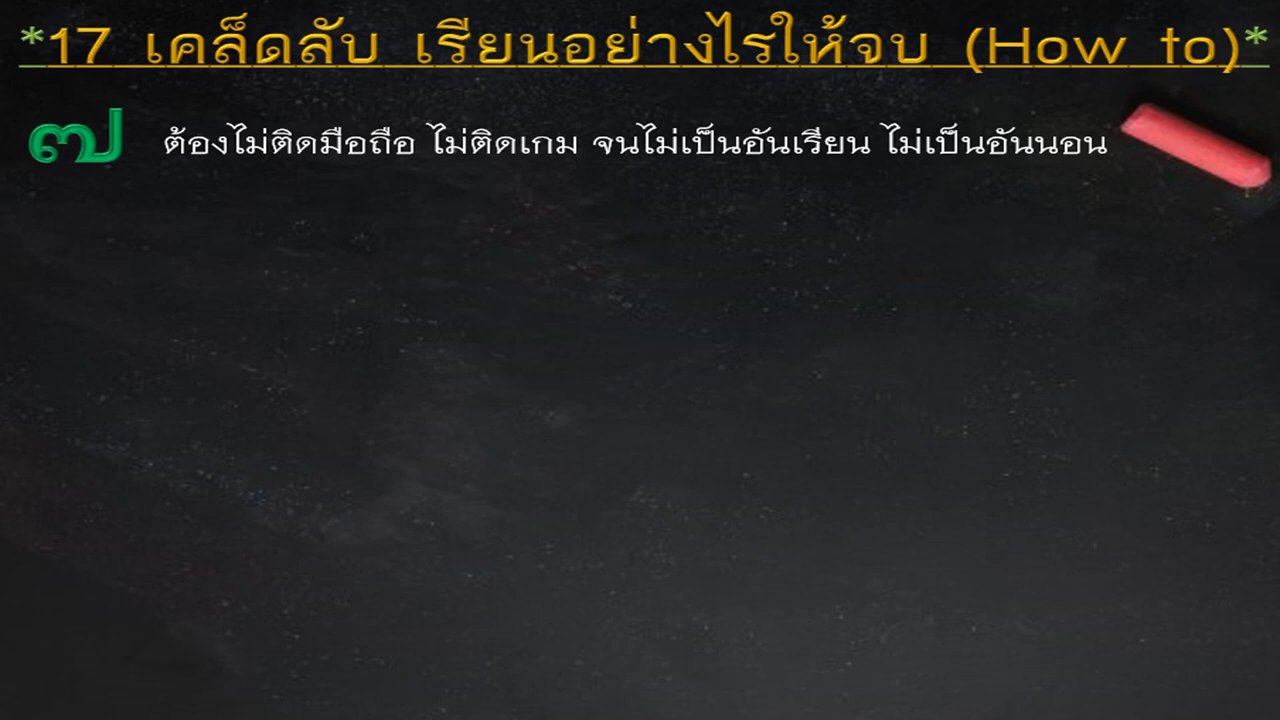 *17 เคล็ดลับ เรียนอย่างไรให้จบ (How to)*
๗ ต้องไม่ติดมือถือ ไม่ติดเกม จนไม่เป็นอันเรียน ไม่เป็นอันนอน